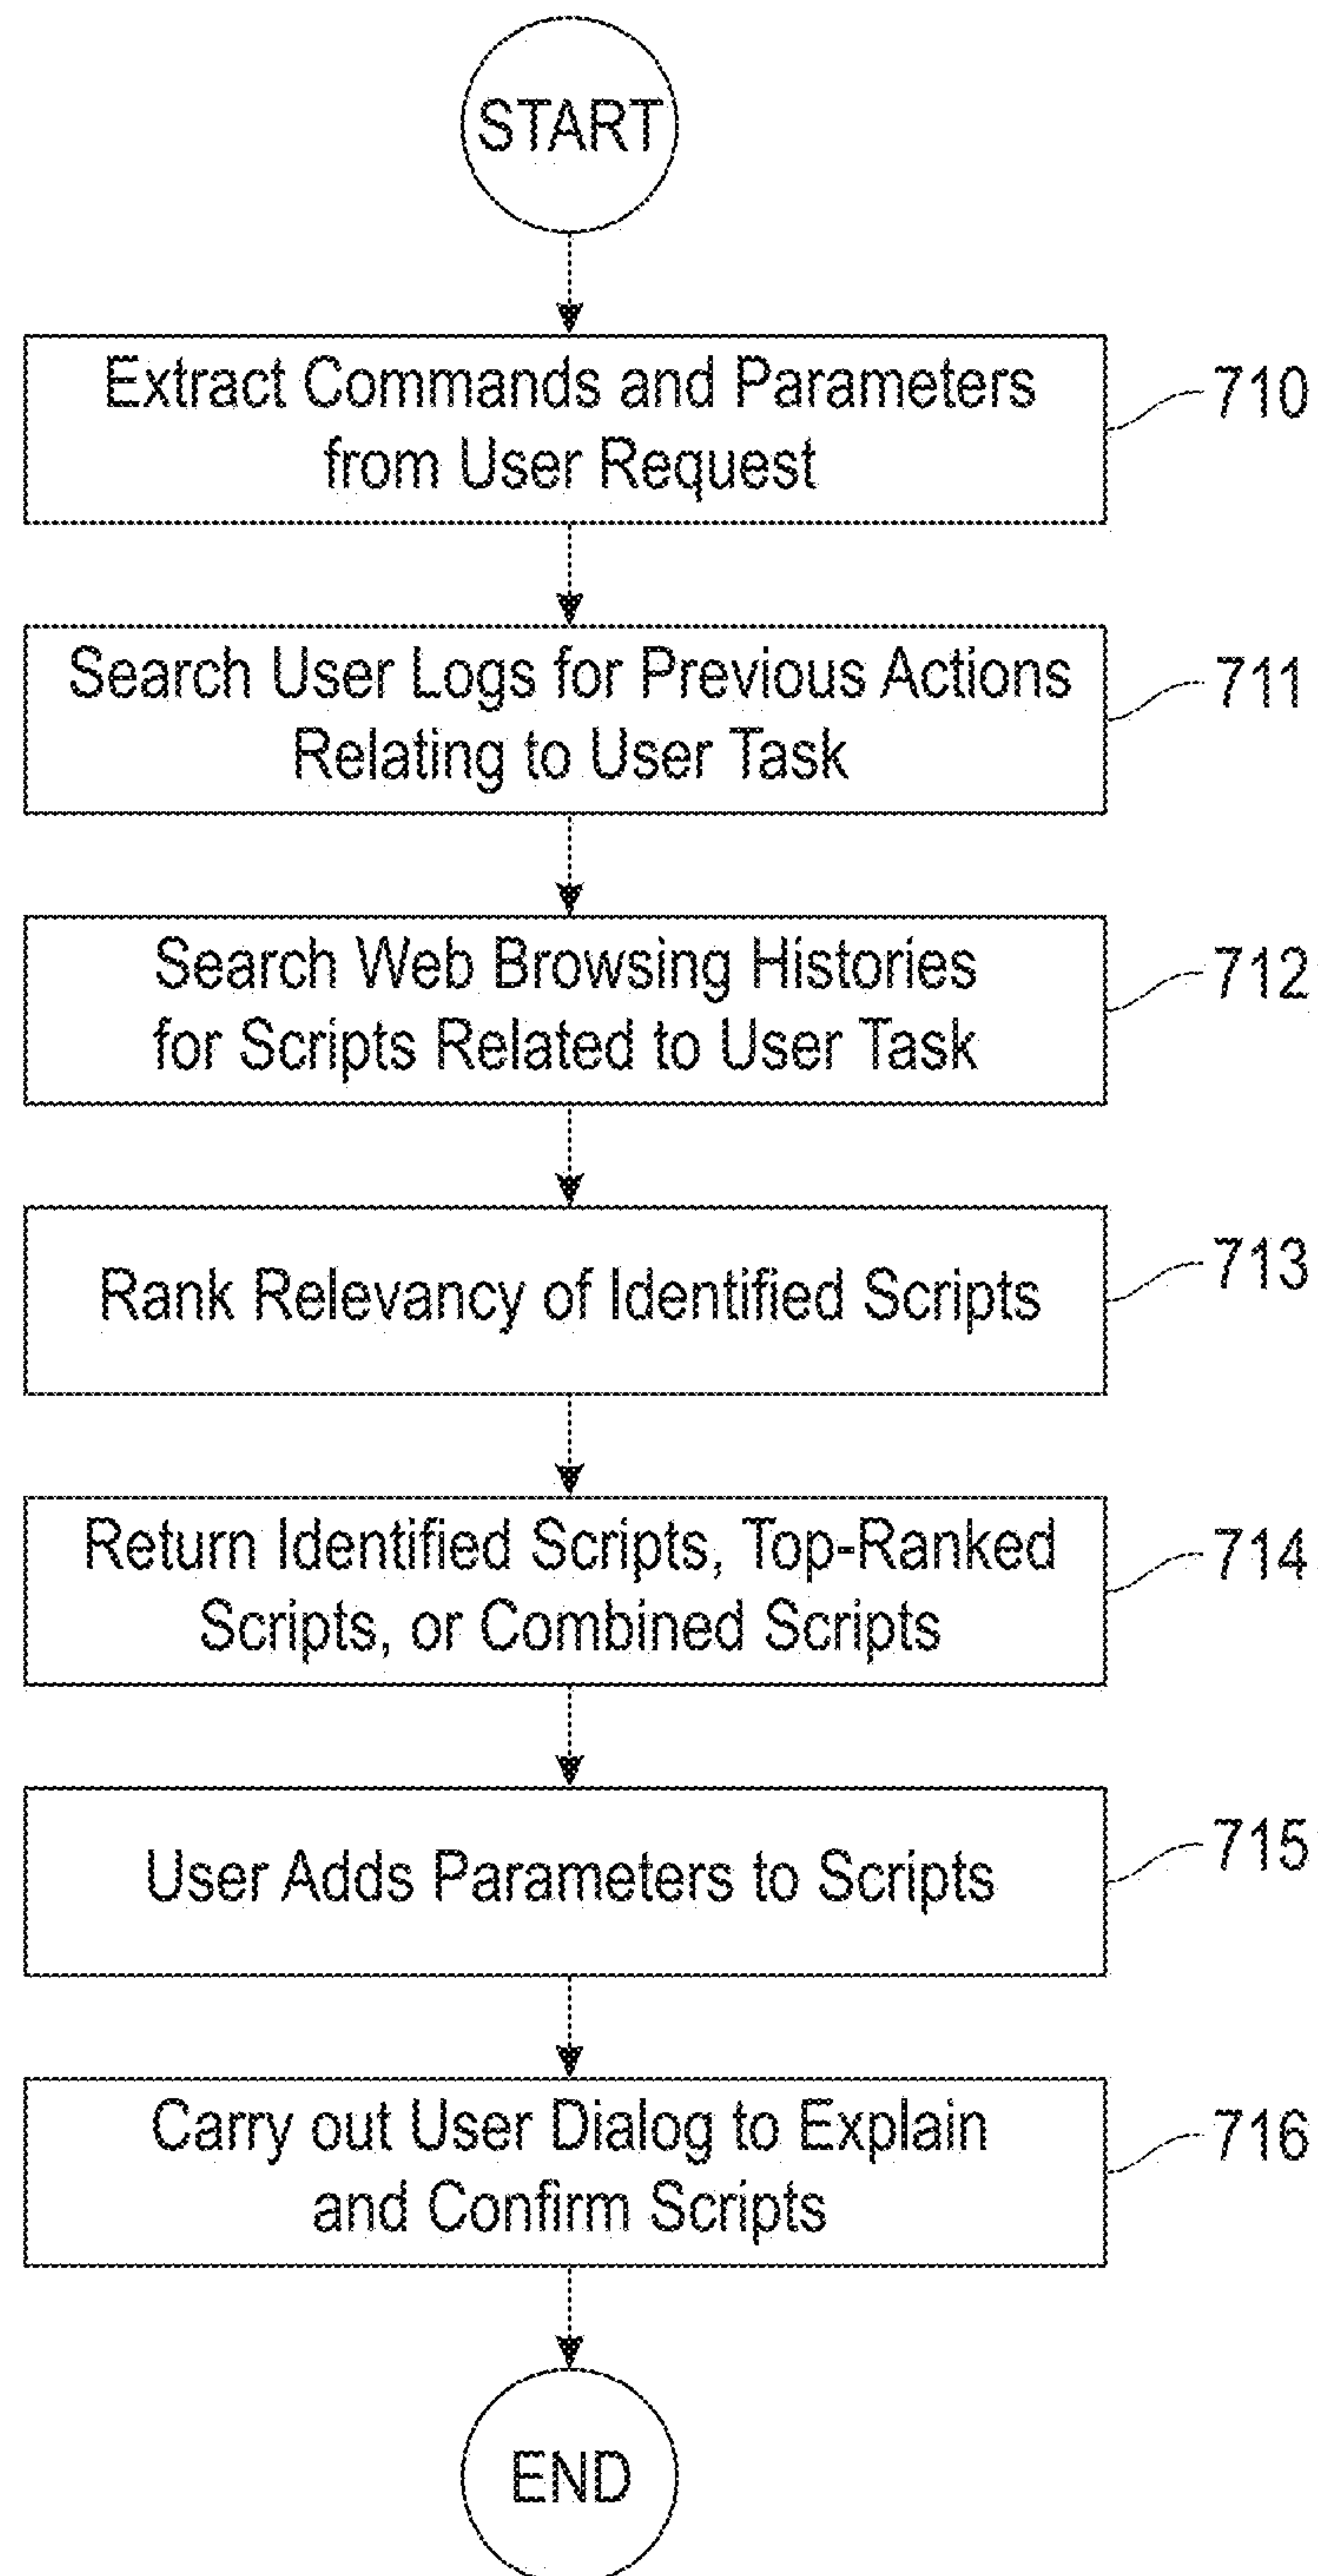 START
Extract Commands and Parameters
from User Request
710
Search User Logs for Previous Actions
Relating to User Task
711
Search Web Browsing Histories
for Scripts Related to User Task
712
Rank Relevancy of Identified Scripts
713
Return Identified Scripts, Top-Ranked
Scripts, or Combined Scripts
714
User Adds Parameters to Scripts
715
Carry out User Dialog to Explain
and Confirm Scripts
716
END